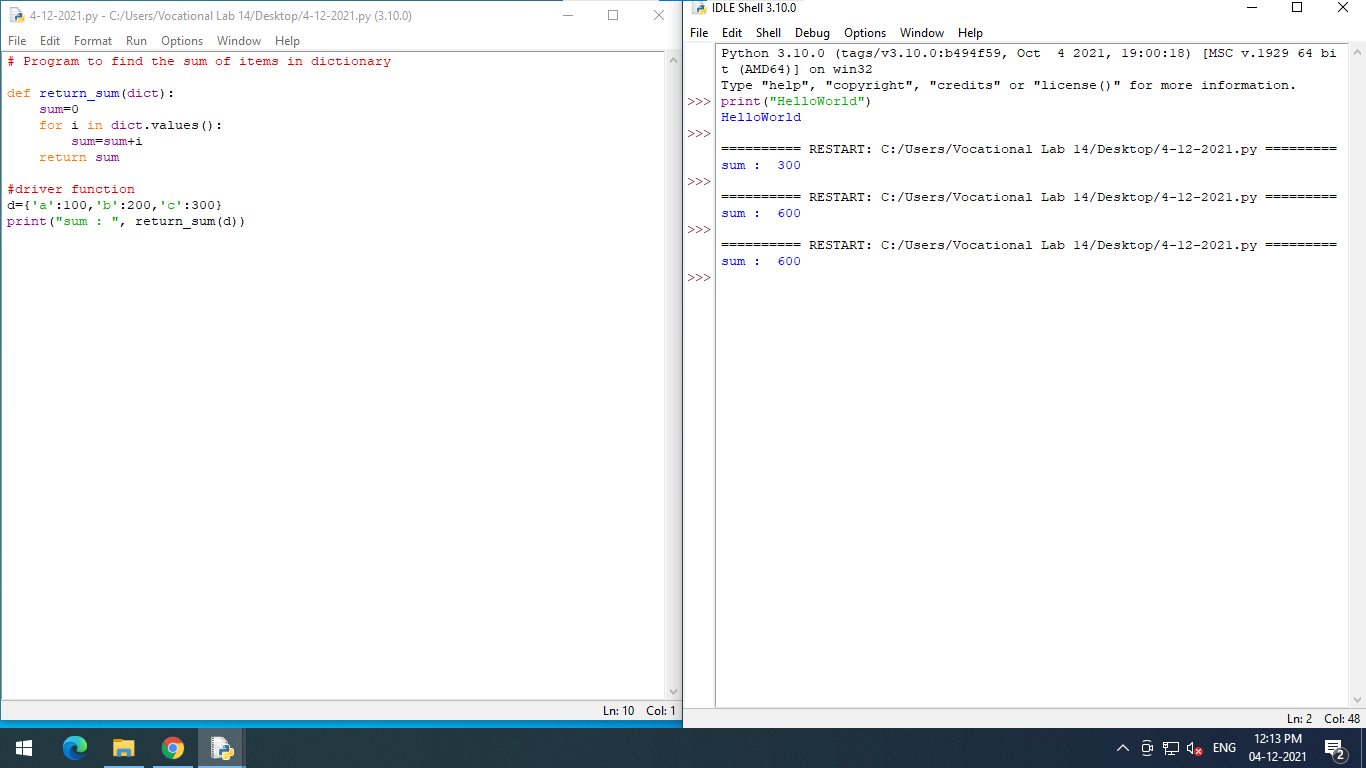 4-12-2021.py - C:/Users/Vocational Lab 14/Desktop/4-12-2021.py (3.10.0)
File Edit Format Run Options Window Help
# Program to find the sum of items in dictionary
def return_sum(dict):
    sum=0
    for i in dict.values():
        sum=sum+i
    return sum
#driver function
d={'a':100,'b':200,'c':300}
print("sum : ", return_sum(d))
Ln: 10 Col: 1
IDLE Shell 3.10.0
File Edit Shell Debug Options Window Help
Python 3.10.0 (tags/v3.10.0:b494f59, Oct  4 2021, 19:00:18) [MSC v.1929 64 bi
t (AMD64)] on win32
Type "help", "copyright", "credits" or "license()" for more information.
>>> print("HelloWorld")
HelloWorld
>>>
========== RESTART: C:/Users/Vocational Lab 14/Desktop/4-12-2021.py =========
sum :  300
>>>
========== RESTART: C:/Users/Vocational Lab 14/Desktop/4-12-2021.py =========
sum :  600
>>>
========== RESTART: C:/Users/Vocational Lab 14/Desktop/4-12-2021.py =========
sum :  600
>>>
Ln: 2 Col: 48
ENG
12:13 PM
04-12-2021
2